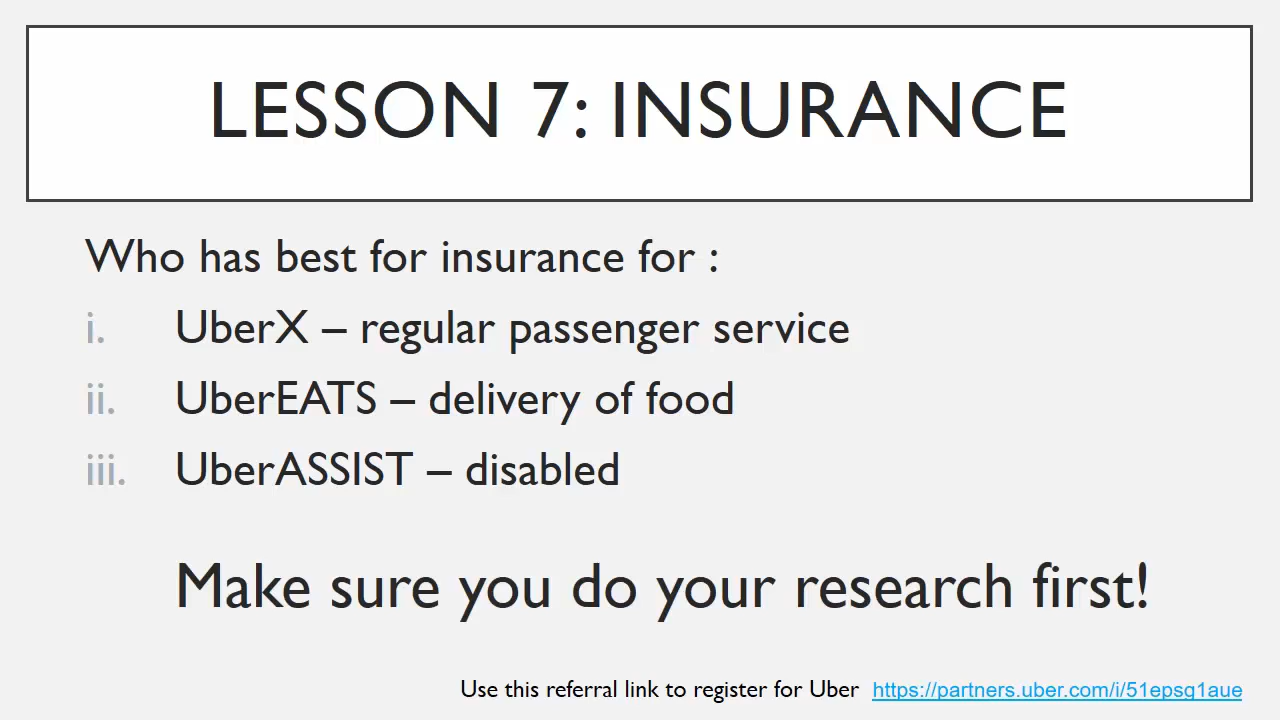 LESSON 7: INSURANCE
Who has best for insurance for :
i. UberX – regular passenger service
ii. UberEATS – delivery of food
iii. UberASSIST – disabled
Make sure you do your research first!
Use this referral link to register for Uber https://partners.uber.com/i/51epsq1aue